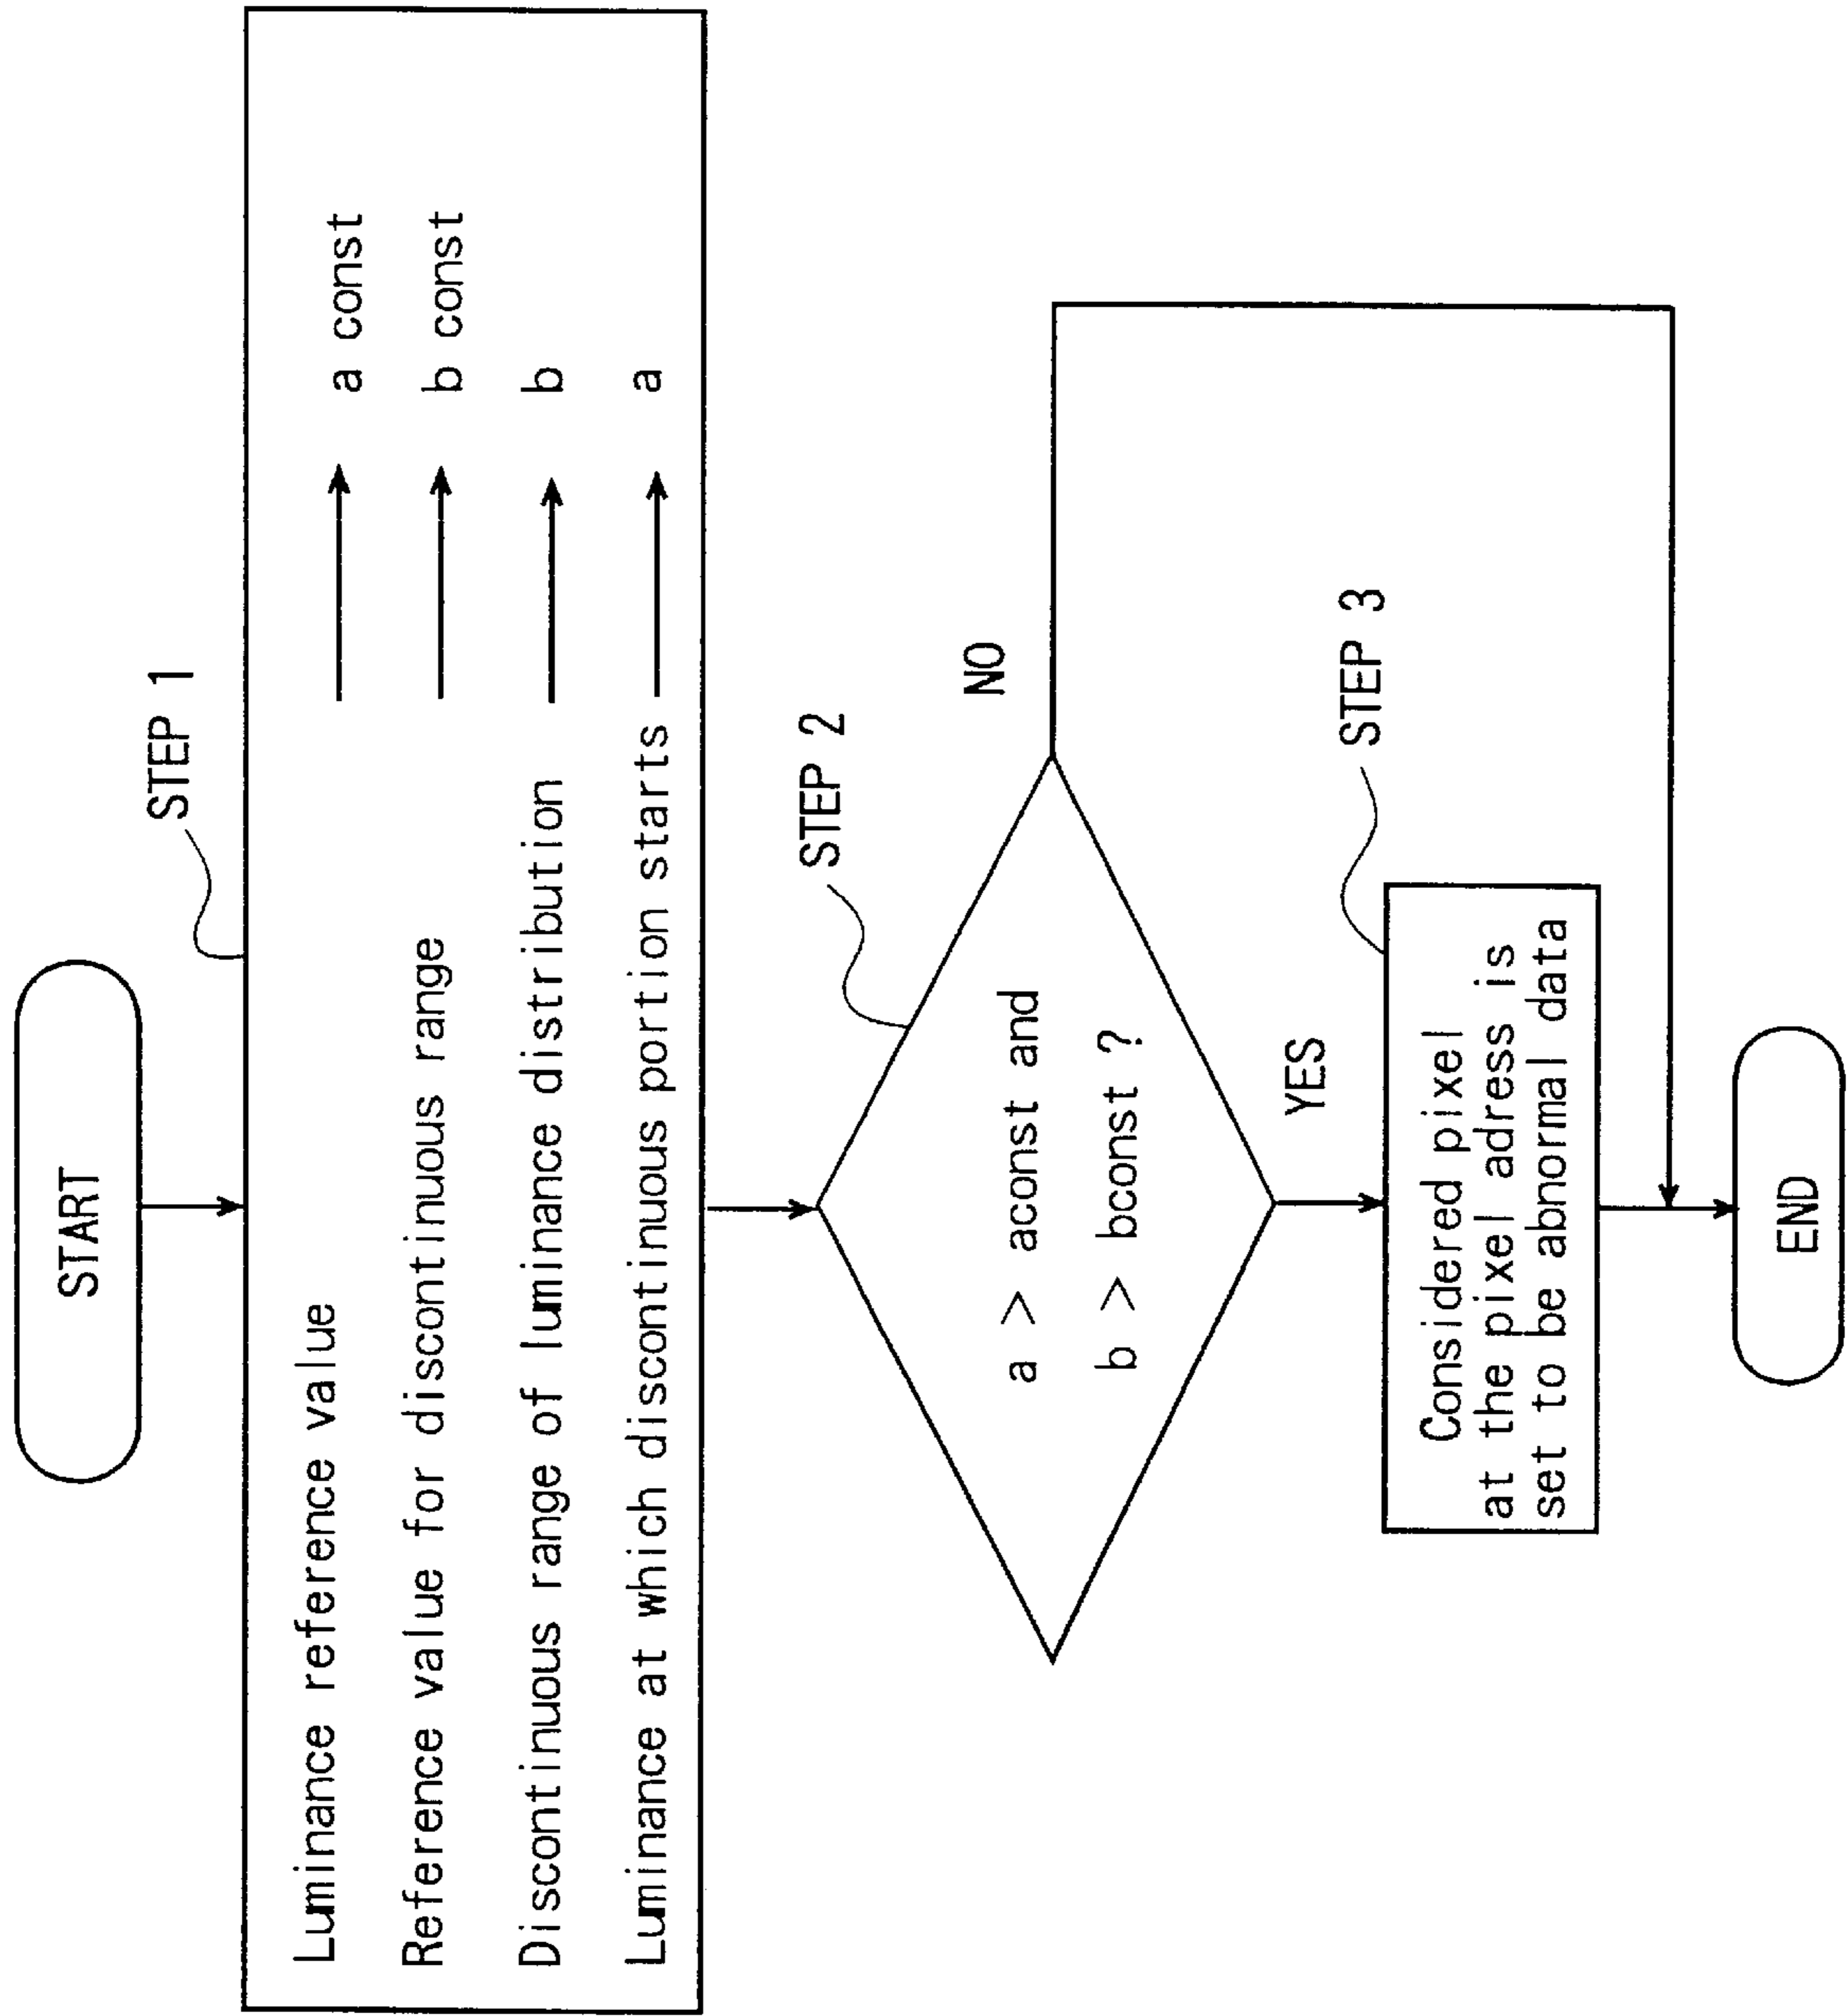 START
STEP 1
Luminance reference value → a const
Reference value for discontinuous range → b const
Discontinuous range of luminance distribution → b
Luminance at which discontinuous portion starts → a
STEP 2
a > aconst and
b > bconst ?
NO
YES
STEP 3
Considered pixel
at the pixel adress is
set to be abnormal data
END